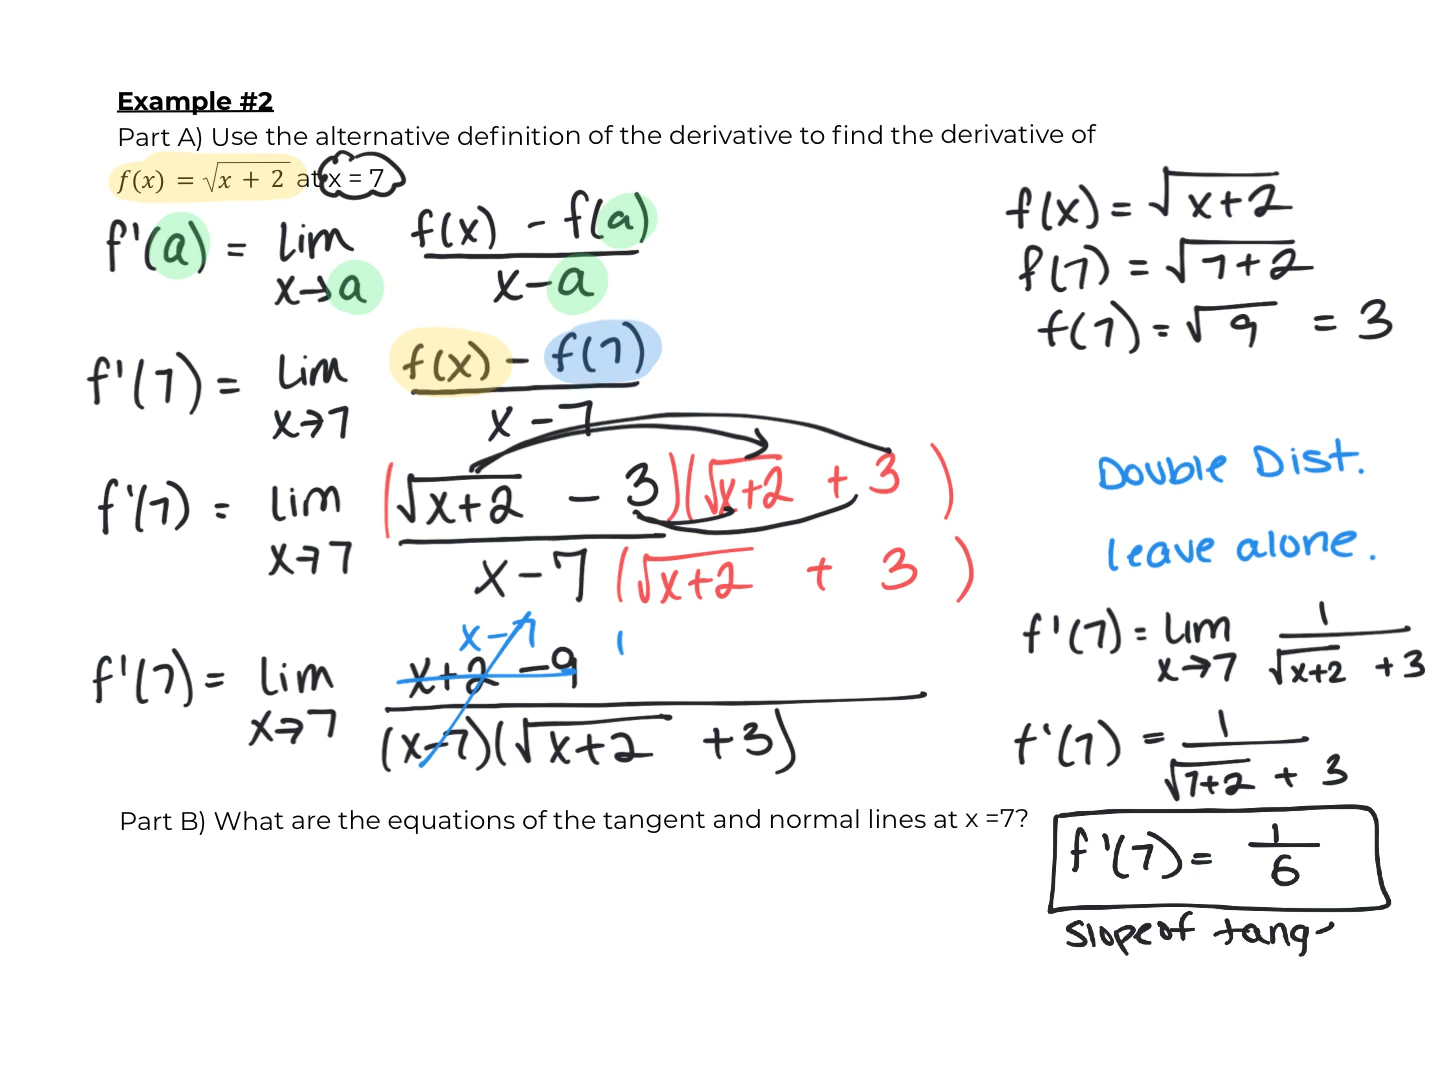 Example #2
Part A) Use the alternative definition of the derivative to find the derivative of
f(x) = √(x + 2) at x = 7
f'(a) = lim x→a (f(x) - f(a))/(x-a)
f'(7) = lim x→7 (f(x) - f(7))/(x-7)
f'(7) = lim x→7 (√(x+2) - 3)(√(x+2) + 3)/x-7(√(x+2) + 3)
x-7 1
f'(7) = lim x→7 x+2 -9/(x-7)(√(x+2) +3)
Part B) What are the equations of the tangent and normal lines at x =7?
f(x) = √(x+2)
f(7) = √(7+2)
f(7) = √9 = 3
Double Dist.
leave alone.
f'(7) = lim x→7 1/(√(x+2) +3)
f'(7) = 1/(√(7+2) + 3)
f'(7) = 1/6
slope of tang